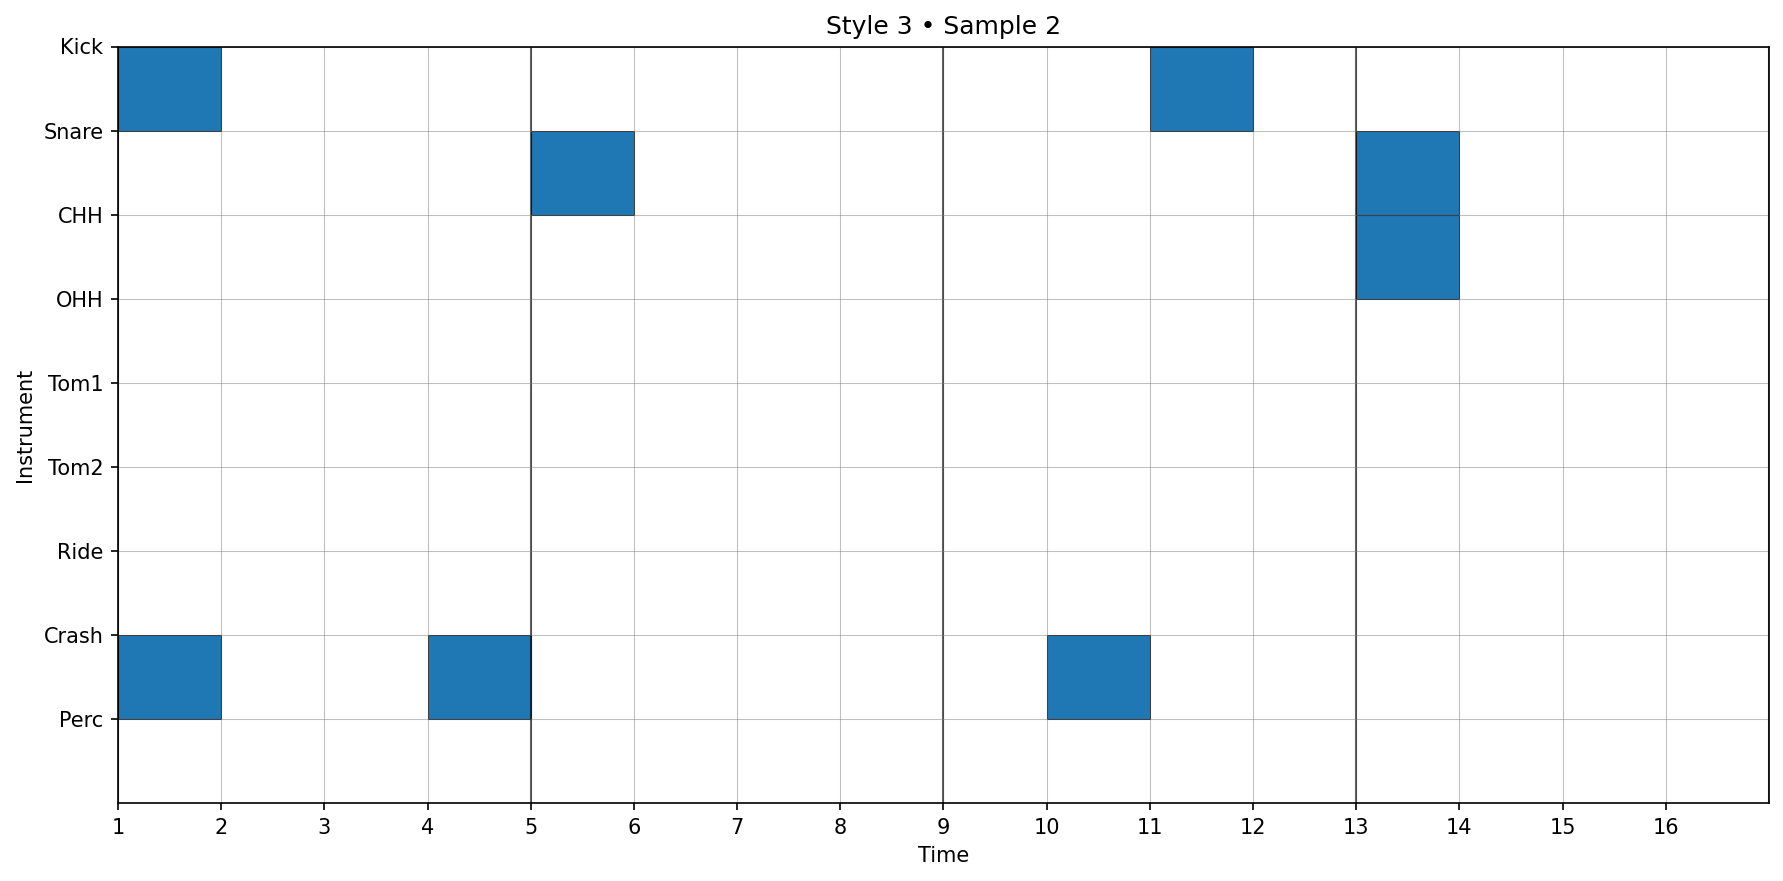 Style 3 • Sample 2
Kick
Snare
CHH
OHH
Tom1
Tom2
Ride
Crash
Perc
Instrument
1 2 3 4 5 6 7 8 9 10 11 12 13 14 15 16
Time